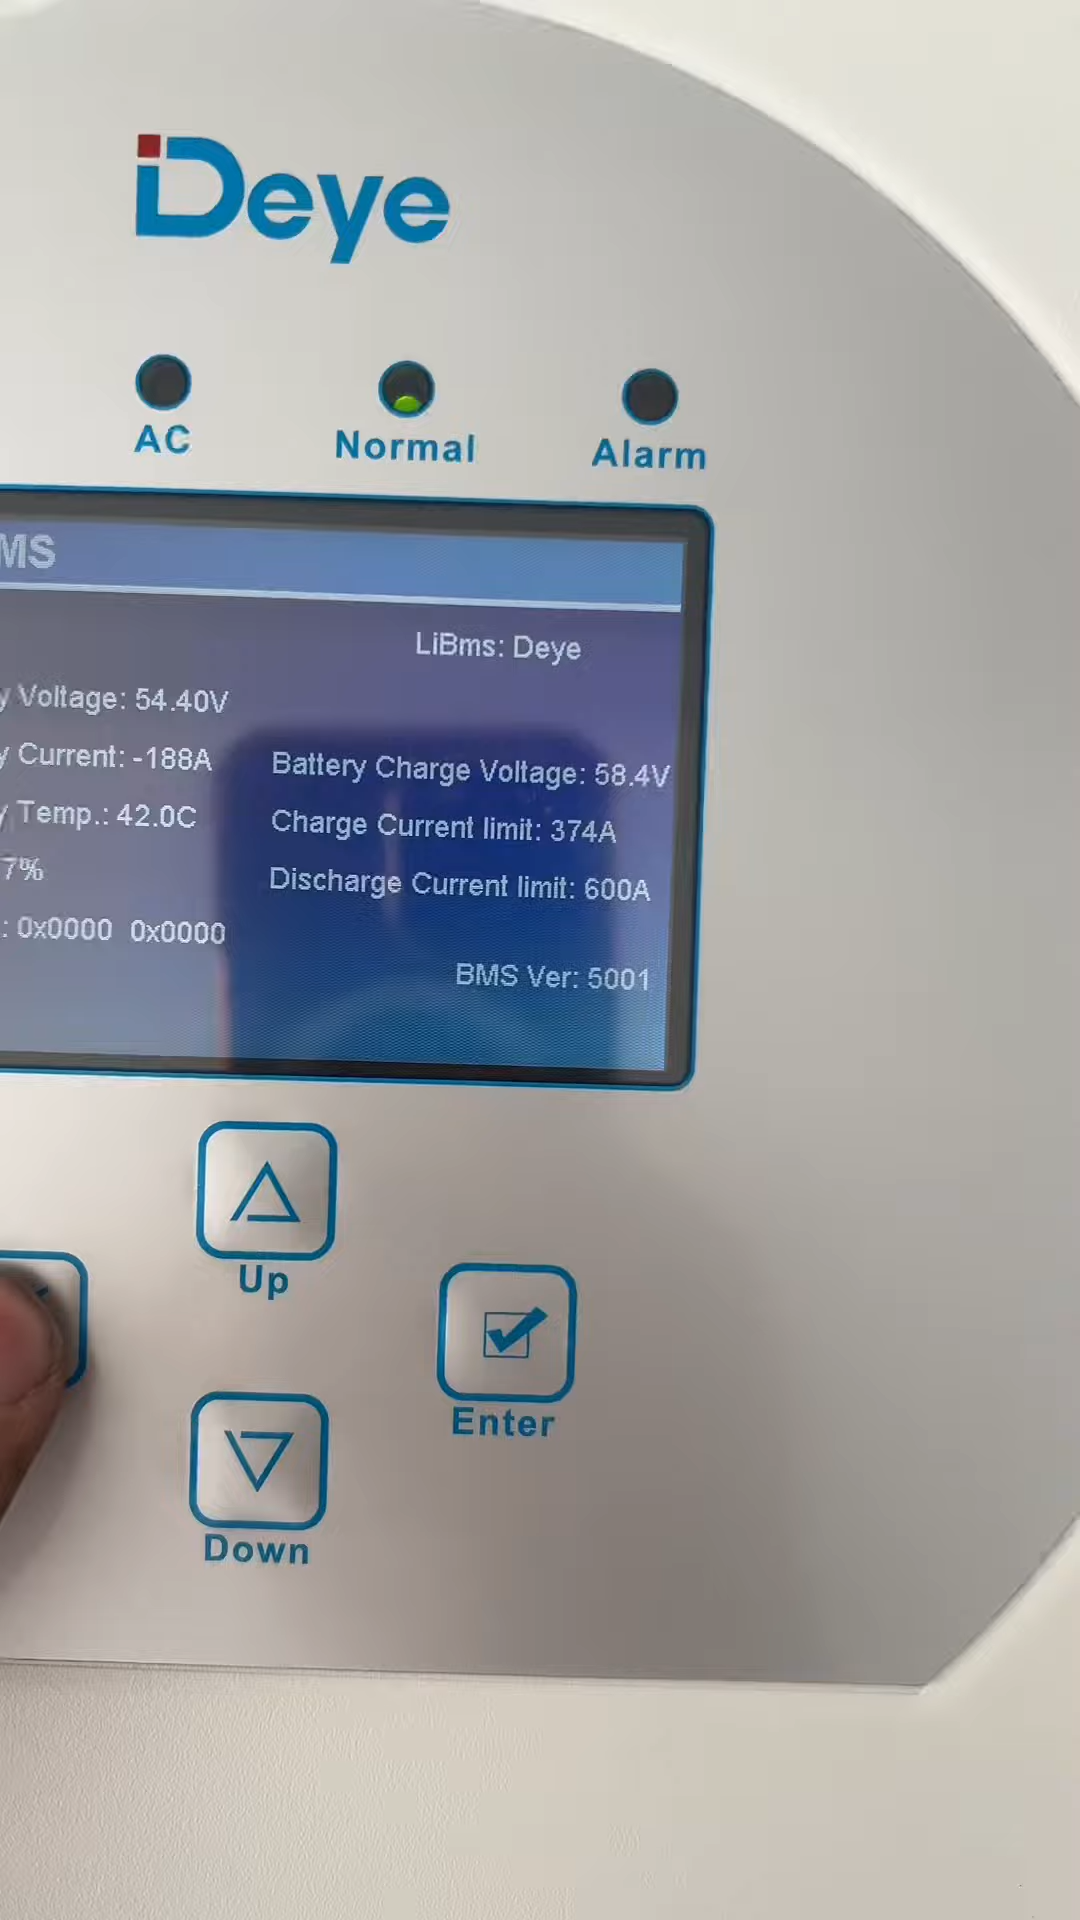 Deye
AC Normal Alarm
MS
LiBms: Deye
y Voltage: 54.40V
y Current: -188A
Battery Charge Voltage: 58.4V
y Temp.: 42.0C
Charge Current limit: 374A
7%
Discharge Current limit: 600A
: 0x0000 0x0000
BMS Ver: 5001
Up
Enter
Down